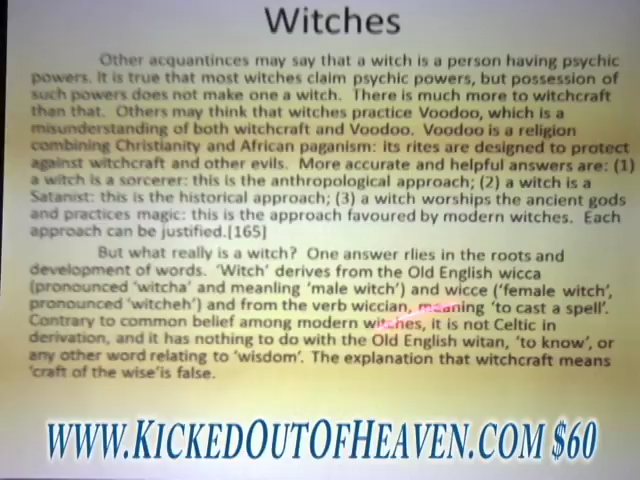 Witches
Other acquantinces may say that a witch is a person having psychic
powers. It is true that most witches claim psychic powers, but possession of
such powers does not make one a witch. There is much more to witchcraft
than that. Others may think that witches practice Voodoo, which is a
misunderstanding of both witchcraft and Voodoo. Voodoo is a religion
combining Christianity and African paganism: its rites are designed to protect
against witchcraft and other evils. More accurate and helpful answers are: (1)
a witch is a sorcerer: this is the anthropological approach; (2) a witch is a
Satanist: this is the historical approach; (3) a witch worships the ancient gods
and practices magic: this is the approach favoured by modern witches. Each
approach can be justified.[165]
But what really is a witch? One answer rlies in the roots and
development of words. ‘Witch’ derives from the Old English wicca
(pronounced ‘witcha’ and meanling ‘male witch’) and wicce (‘female witch’,
pronounced ‘witcheh’) and from the verb wiccian, meaning ‘to cast a spell’.
Contrary to common belief among modern witches, it is not Celtic in
derivation, and it has nothing to do with the Old English witan, ‘to know’, or
any other word relating to ‘wisdom’. The explanation that witchcraft means
‘craft of the wise’is false.
WWW.KICKEDOUTOFHEAVEN.COM $60